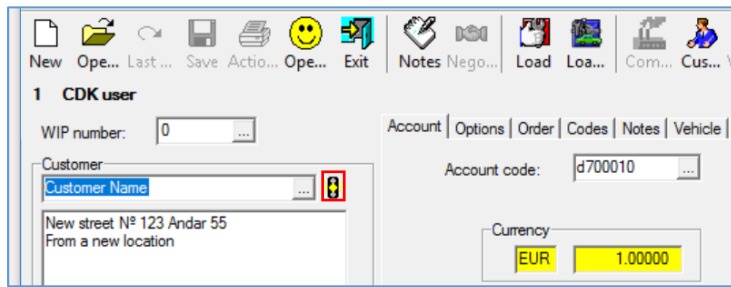 New Ope... Last ... Save Actio... Ope... Exit Notes Nego... Load Loa... Com... Cus...
1 CDK user
WIP number: 0 ...
Account Options Order Codes Notes Vehicle
Customer
Account code: d700010 ...
Customer Name ...
New street Nº 123 Andar 55
From a new location
Currency
EUR 1.00000